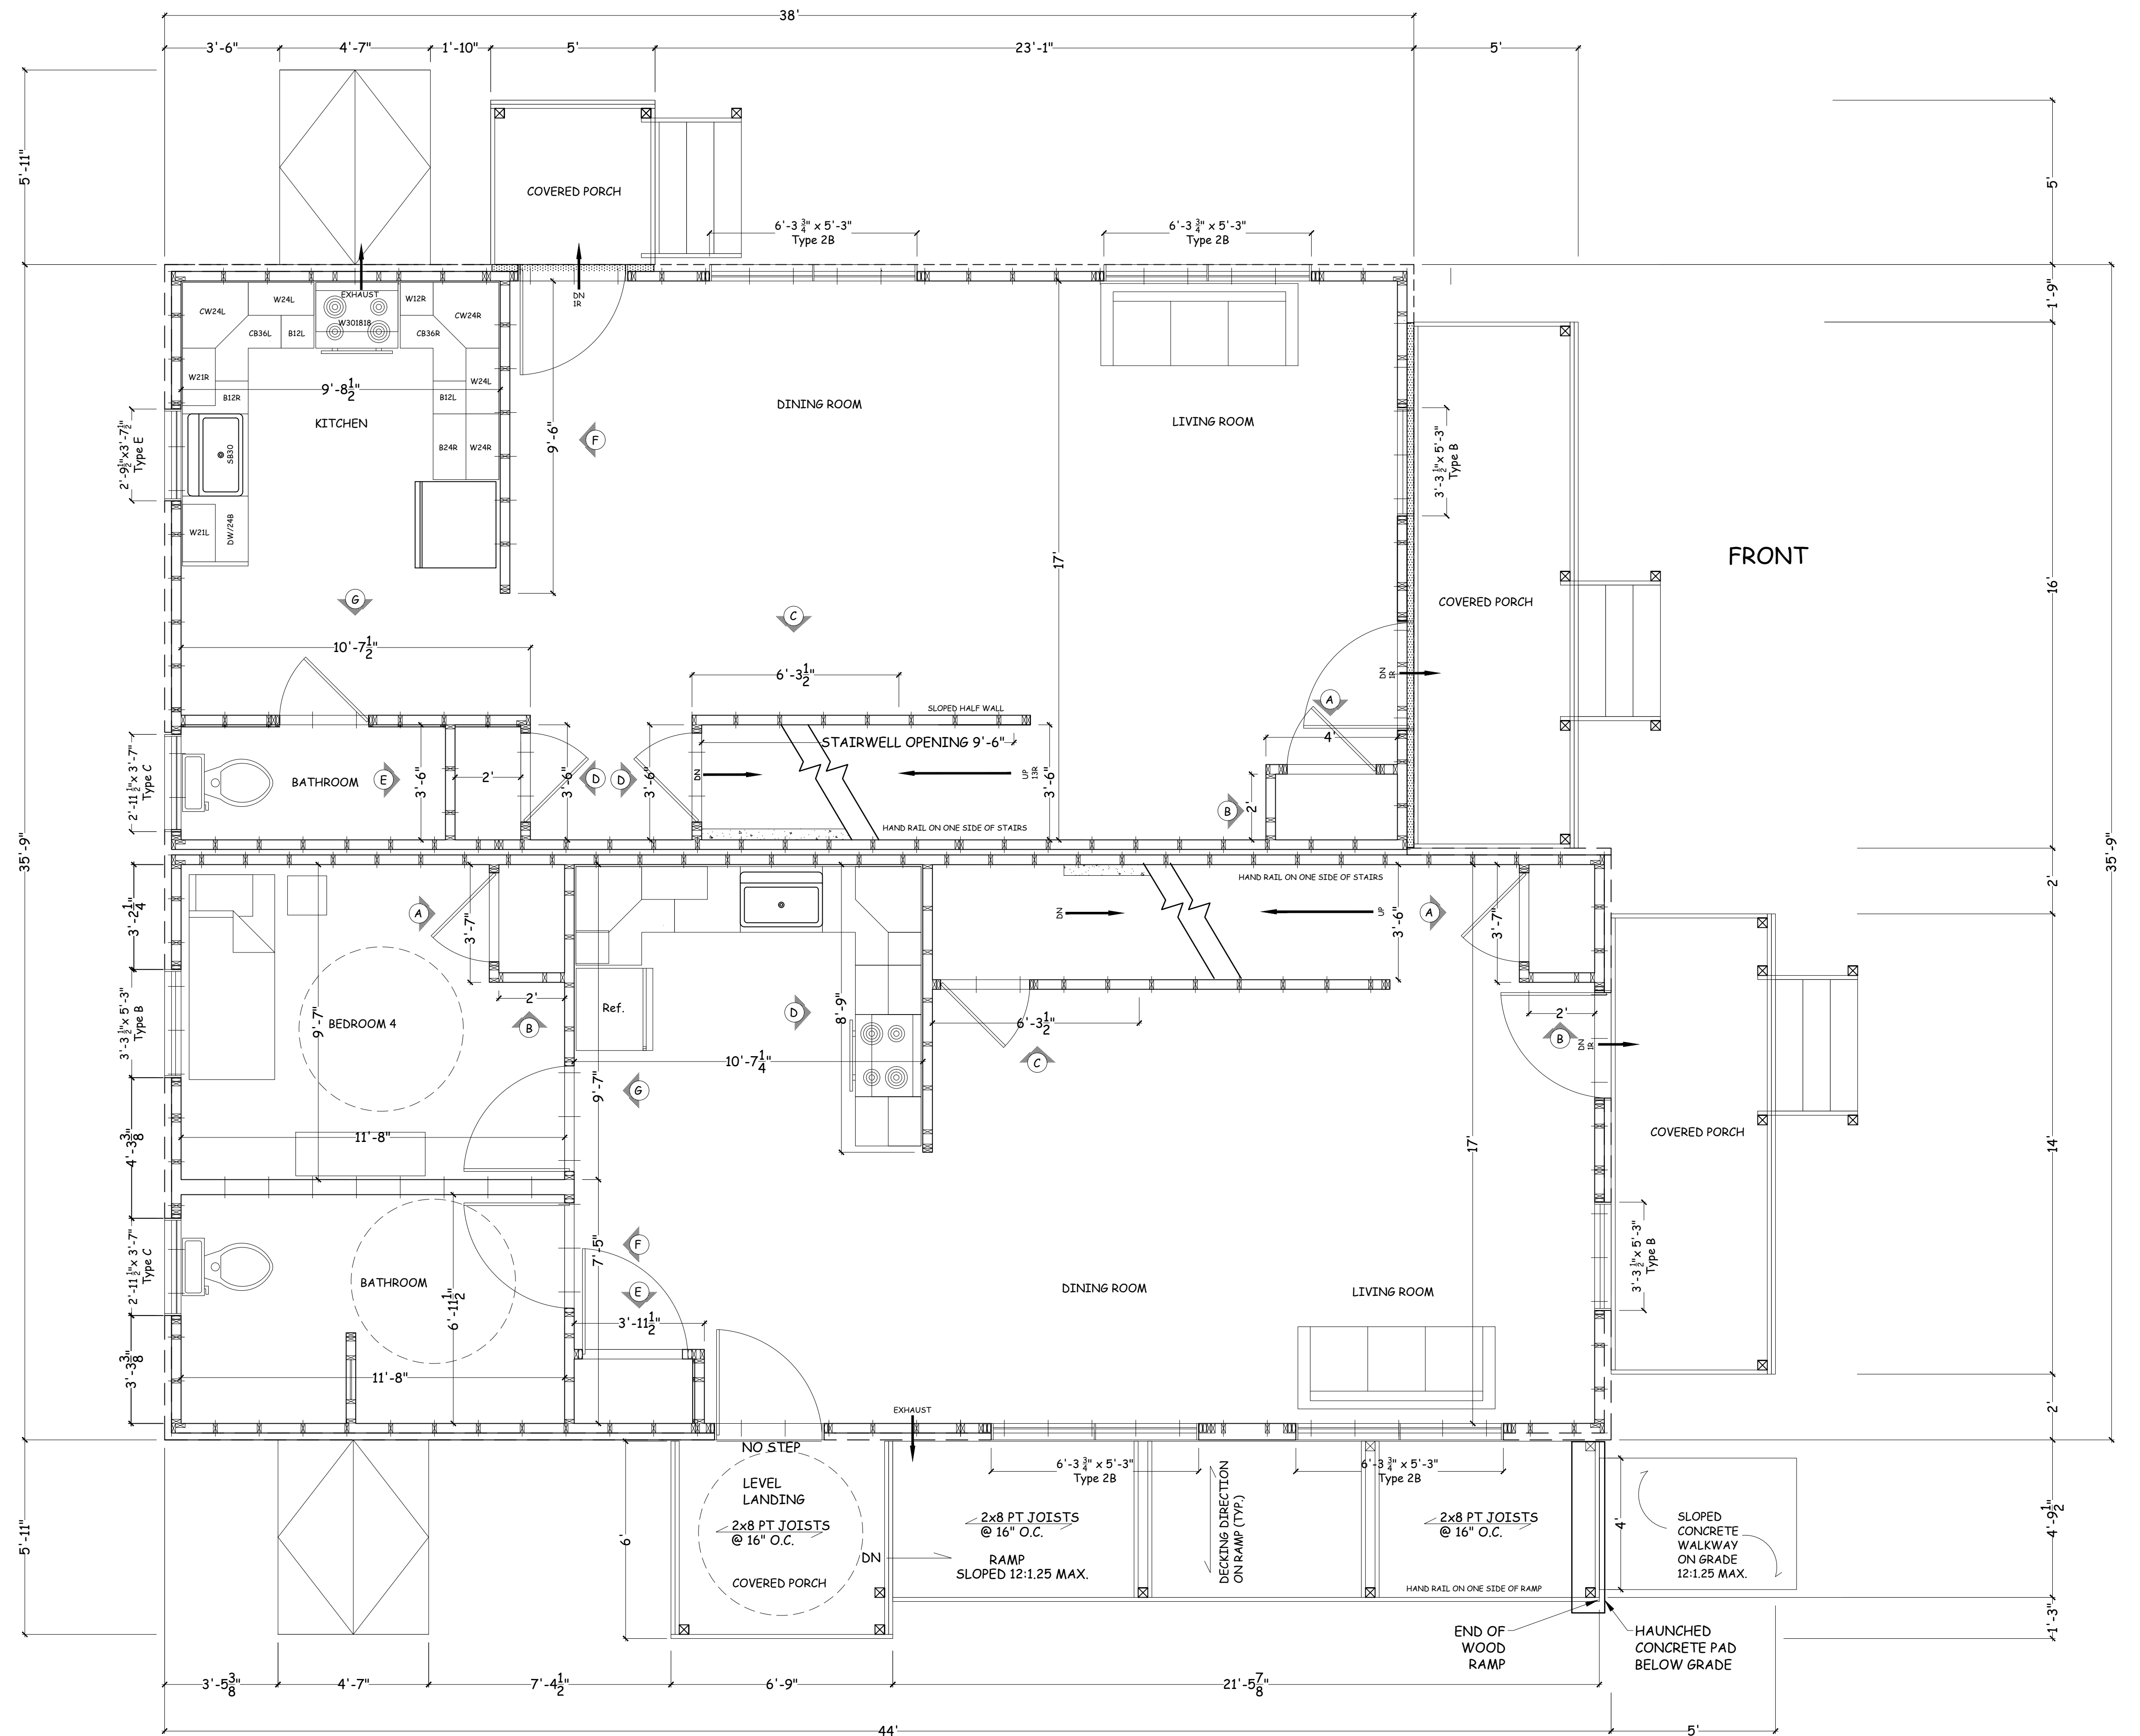 38'
3'-6"
4'-7"
1'-10"
5'
23'-1"
5'
5'-11"
5'
COVERED PORCH
6'-3 3/4" x 5'-3"
Type 2B
6'-3 3/4" x 5'-3"
Type 2B
1'-9"
EXHAUST
DN
1R
CW24L
W24L
W12R
CW24R
W301818
CB36L
B12L
CB36R
W21R
W24L
9'-8 1/2"
B12R
B12L
KITCHEN
DINING ROOM
LIVING ROOM
2'-9 1/2"x3'-7 1/2"
Type E
SB30
B24R
W24R
9'-6"
F
3'-3 1/2" x 5'-3"
Type B
W21L
DW/24B
17'
FRONT
16'
COVERED PORCH
G
C
10'-7 1/2"
6'-3 1/2"
DN
1R
A
SLOPED HALF WALL
STAIRWELL OPENING 9'-6"
4'
2'-11 1/2"x 3'-7"
Type C
BATHROOM
E
3'-6"
2'
3'-6"
D
D
3'-6"
DN
UP
13R
3'-6"
B
2'
HAND RAIL ON ONE SIDE OF STAIRS
35'-9"
35'-9"
2'
HAND RAIL ON ONE SIDE OF STAIRS
3'-2 1/4"
A
3'-7"
DN
UP
3'-6"
A
3'-7"
2'
B
3'-3 1/2" x 5'-3"
Type B
9'-7"
BEDROOM 4
Ref.
D
8'-9"
6'-3 1/2"
C
2'
B
DN
1R
10'-7 1/4"
9'-7"
G
4'-3 3/8"
11'-8"
17'
COVERED PORCH
14'
2'-11 1/2"x 3'-7"
Type C
7'-5"
F
3'-3 1/2" x 5'-3"
Type B
BATHROOM
6'-11 1/2"
E
DINING ROOM
LIVING ROOM
3'-11 1/2"
3'-3 3/8"
11'-8"
2'
EXHAUST
NO STEP
6'-3 3/4" x 5'-3"
Type 2B
6'-3 3/4" x 5'-3"
Type 2B
LEVEL
LANDING
2x8 PT JOISTS
@ 16" O.C.
2x8 PT JOISTS
@ 16" O.C.
DECKING DIRECTION
ON RAMP (TYP.)
2x8 PT JOISTS
@ 16" O.C.
4'
SLOPED
CONCRETE
WALKWAY
ON GRADE
12:1.25 MAX.
4'-9 1/2"
5'-11"
6'
DN
RAMP
SLOPED 12:1.25 MAX.
COVERED PORCH
HAND RAIL ON ONE SIDE OF RAMP
1'-3"
END OF
WOOD
RAMP
HAUNCHED
CONCRETE PAD
BELOW GRADE
3'-5 3/8"
4'-7"
7'-4 1/2"
6'-9"
21'-5 7/8"
44'
5'